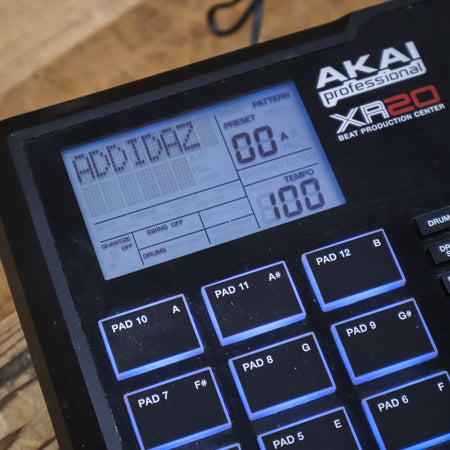 AKAI
professional
XR20
BEAT PRODUCTION CENTER
PATTERN
ADDIDAZ
PRESET
00 A
TEMPO
100
QUANTIZE OFF
SWING OFF
DRUMS
DRUM
PAD 10 A
PAD 11 A#
PAD 12 B
PAD 7 F#
PAD 8 G
PAD 9 G#
PAD 5 E
PAD 6 F